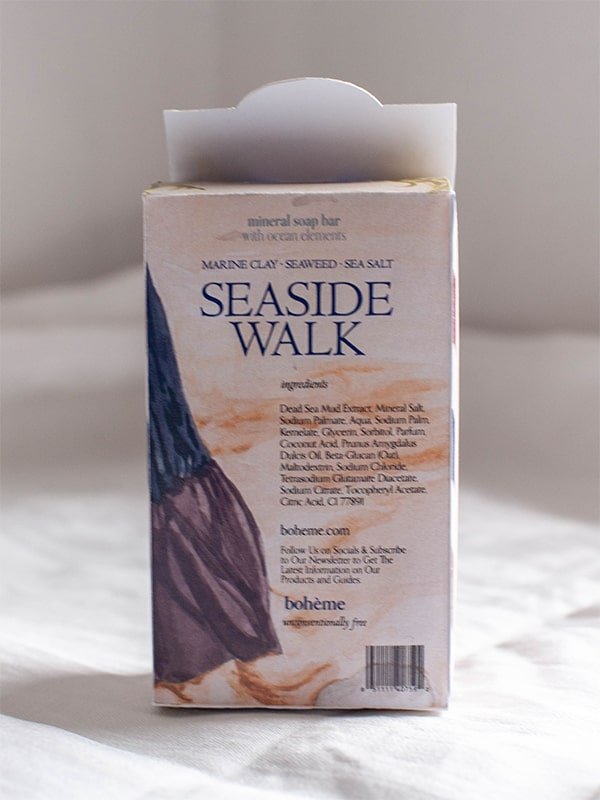 mineral soap bar
with ocean elements
MARINE CLAY · SEAWEED · SEA SALT
SEASIDE
WALK
ingredients
Dead Sea Mud Extract, Mineral Salt,
Sodium Palmate, Aqua, Sodium Palm,
Kernelate, Glycerin, Sorbitol, Parfum,
Coconut Acid, Prunus Amygdalus
Dulcis Oil, Beta-Glucan (Oat),
Maltodextrin, Sodium Chloride,
Tetrasodium Glutamate Diacetate,
Sodium Citrate, Tocopheryl Acetate,
Citric Acid, CI 77891
boheme.com
Follow Us on Socials & Subscribe
to Our Newsletter to Get The
Latest Information on Our
Products and Guides.
bohème
unconventionally free